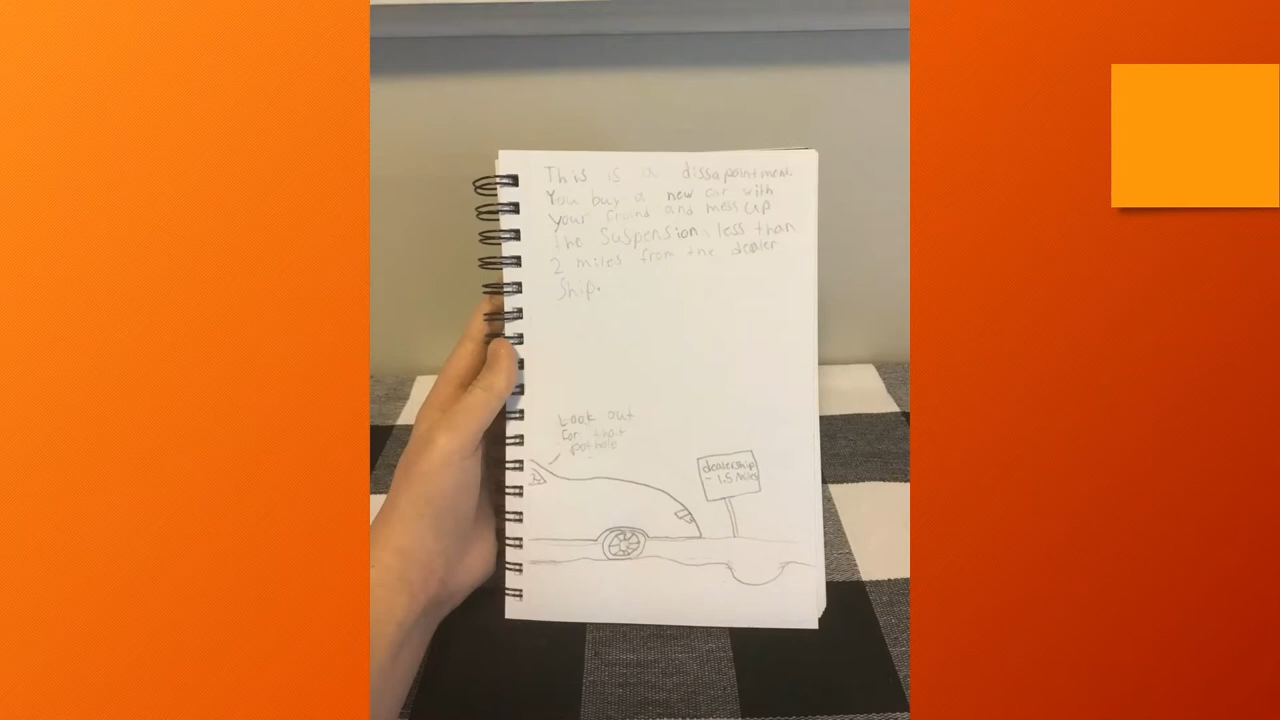 This is a dissapointment.
You buy a new car with
your friund and mess up
the suspension, less than
2 miles from the dealer
ship.
Look out
for that
pothole
dealership
- 1.5 Miles